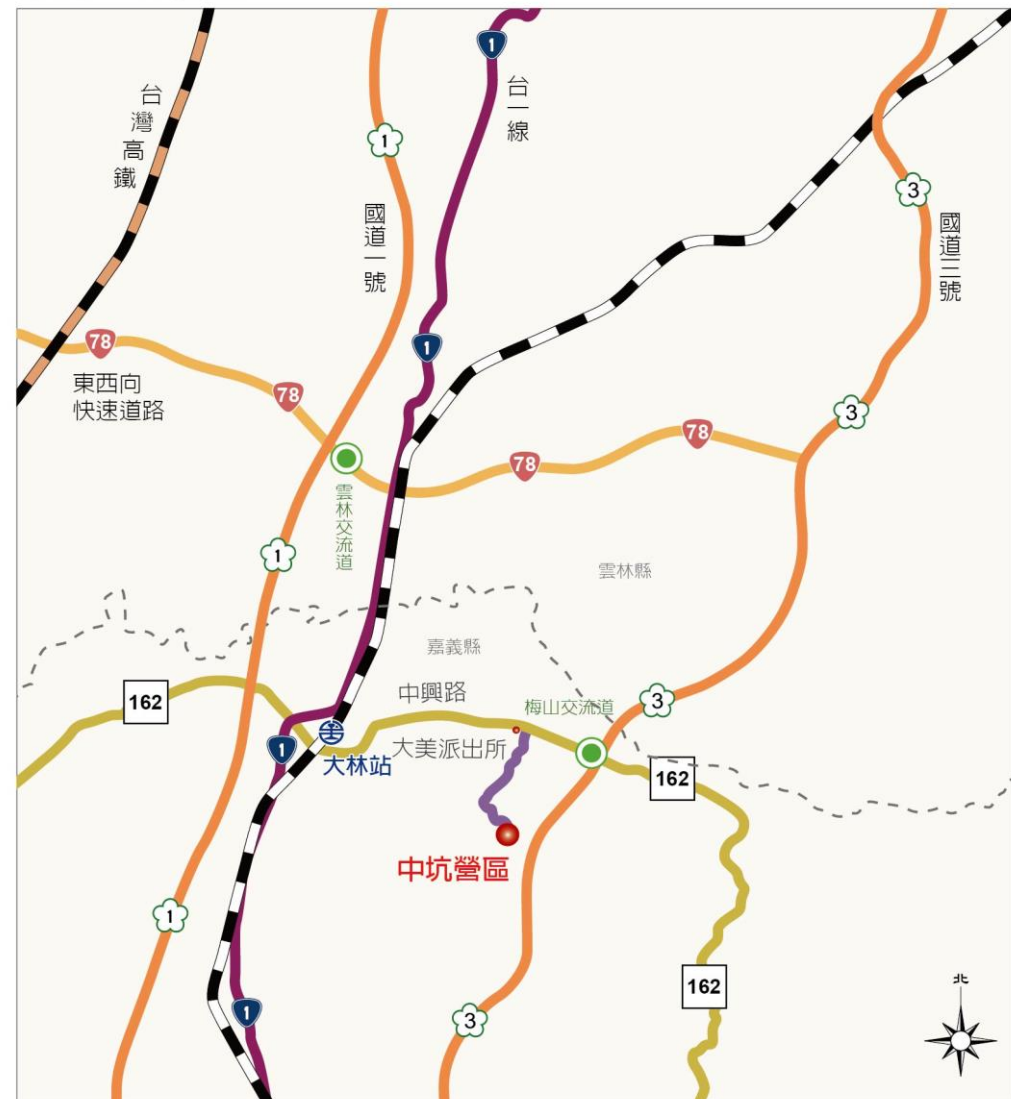 1
台一線
台灣高鐵
1
3
國道一號
國道三號
1
78
東西向
快速道路
78
3
78
78
雲林交流道
1
雲林縣
嘉義縣
162
中興路
梅山交流道
3
1
大林站
大美派出所
162
中坑營區
1
162
北
1
3